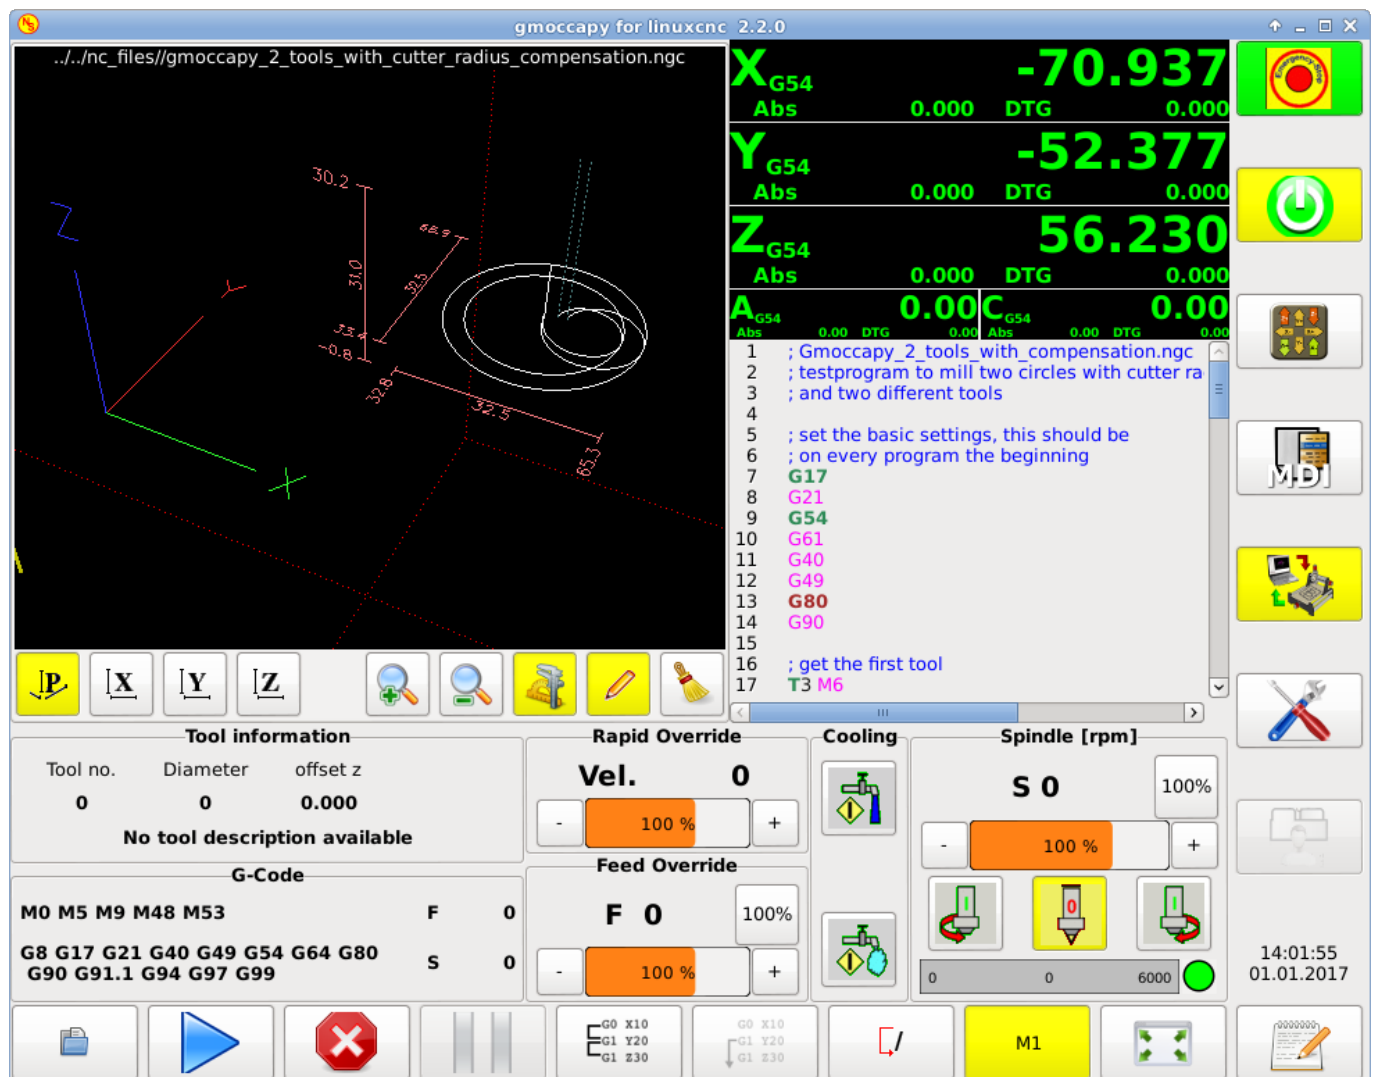 gmoccapy for linuxcnc 2.2.0
../../nc_files//gmoccapy_2_tools_with_cutter_radius_compensation.ngc
30.2
Z
68.9
31.0
32.5
Y
33.4
-0.8
32.8
32.5
65.3
X
X G54 -70.937
Abs 0.000 DTG 0.000
Y G54 -52.377
Abs 0.000 DTG 0.000
Z G54 56.230
Abs 0.000 DTG 0.000
A G54 0.00 C G54 0.00
Abs 0.00 DTG 0.00 Abs 0.00 DTG 0.00
1 ; Gmoccapy_2_tools_with_compensation.ngc
2 ; testprogram to mill two circles with cutter ra
3 ; and two different tools
4
5 ; set the basic settings, this should be
6 ; on every program the beginning
7 G17
8 G21
9 G54
10 G61
11 G40
12 G49
13 G80
14 G90
15
16 ; get the first tool
17 T3 M6
Emergency-Stop
MDI
P X Y Z
Tool information
Tool no. Diameter offset z
0 0 0.000
No tool description available
G-Code
M0 M5 M9 M48 M53 F 0
G8 G17 G21 G40 G49 G54 G64 G80
G90 G91.1 G94 G97 G99
S 0
Rapid Override
Vel. 0
- 100 % +
Feed Override
F 0 100%
- 100 % +
Cooling
Spindle [rpm]
S 0 100%
- 100 % +
I 0 I
0 0 6000
14:01:55
01.01.2017
G0 X10
G1 Y20
G1 Z30
G0 X10
G1 Y20
G1 Z30
/
M1